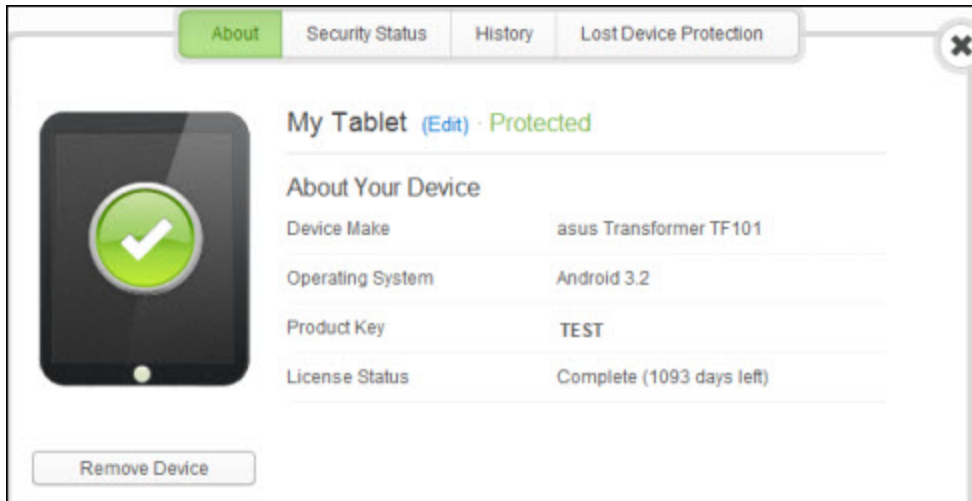 About Security Status History Lost Device Protection
My Tablet (Edit) · Protected
About Your Device
Device Make asus Transformer TF101
Operating System Android 3.2
Product Key TEST
License Status Complete (1093 days left)
Remove Device